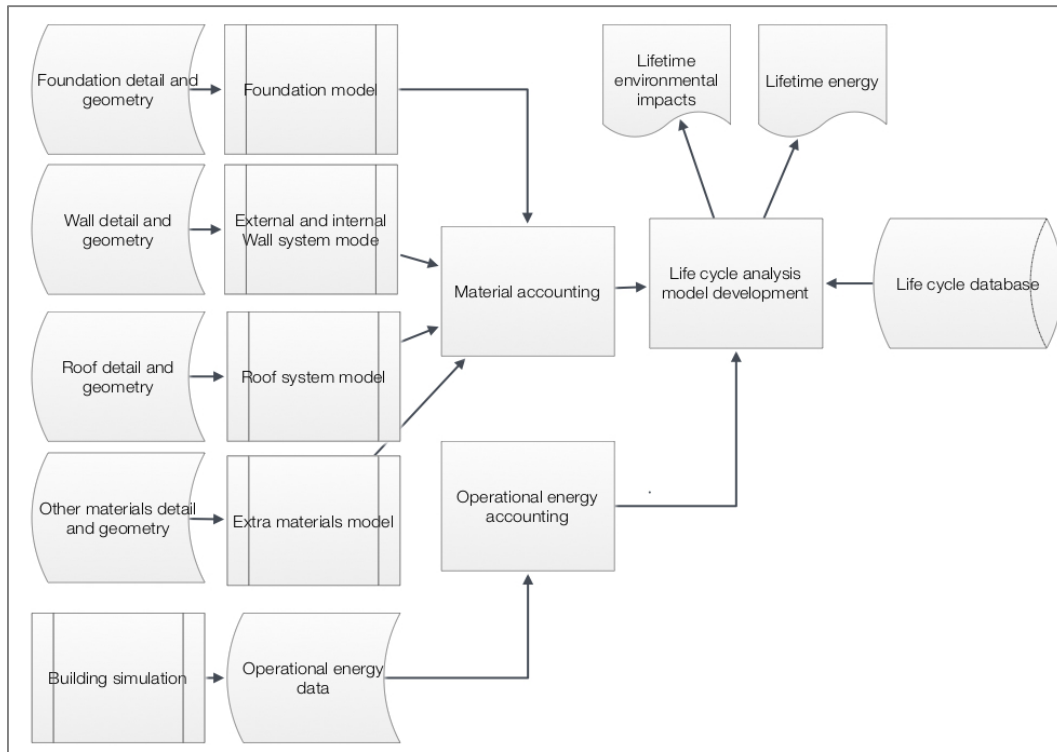 Foundation detail and
geometry
Foundation model
Lifetime
environmental
impacts
Lifetime energy
Wall detail and
geometry
External and internal
Wall system mode
Material accounting
Life cycle analysis
model development
Life cycle database
Roof detail and
geometry
Roof system model
Other materials detail
and geometry
Extra materials model
Operational energy
accounting
Building simulation
Operational energy
data